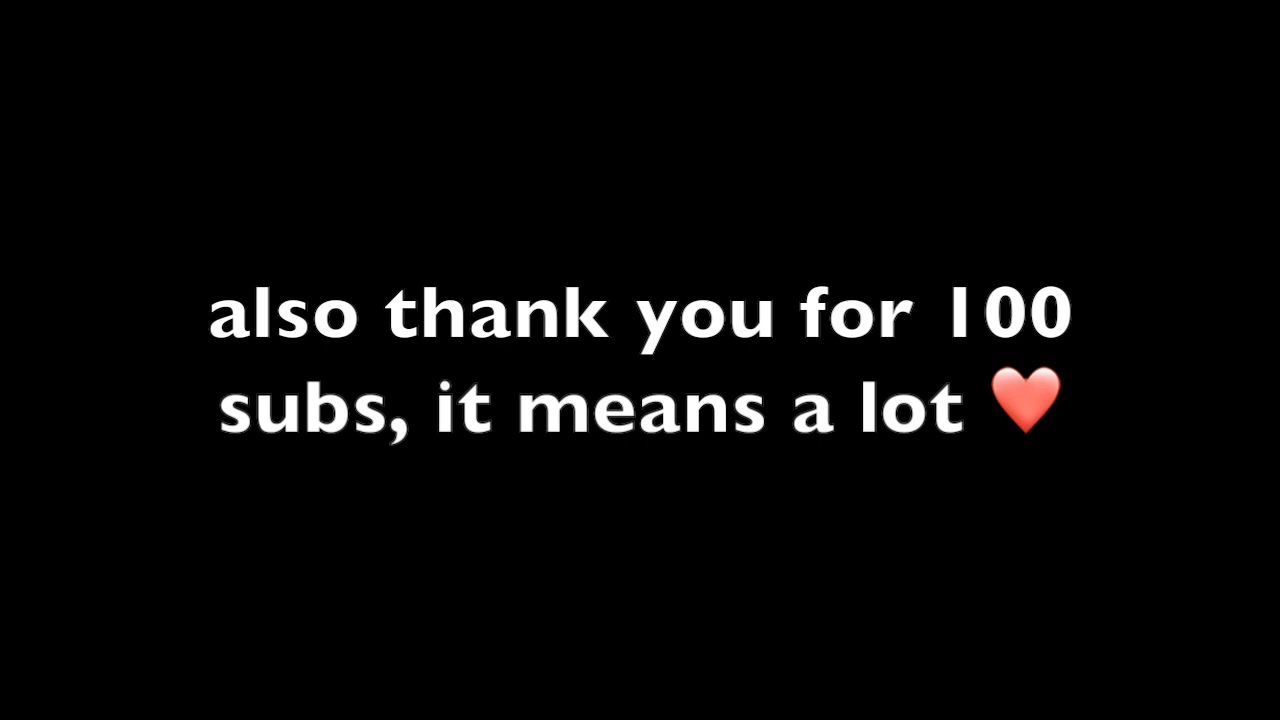 also thank you for 100
subs, it means a lot ❤️